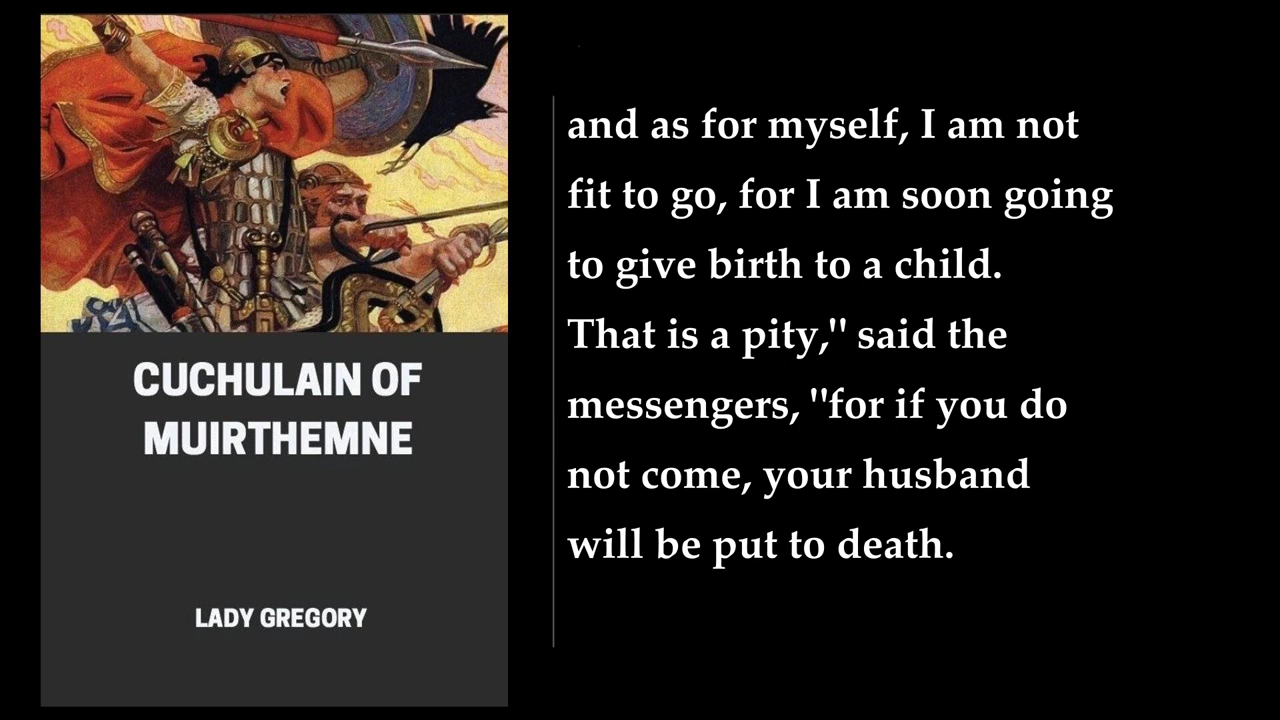 CUCHULAIN OF
MUIRTHEMNE
LADY GREGORY
and as for myself, I am not
fit to go, for I am soon going
to give birth to a child.
That is a pity," said the
messengers, "for if you do
not come, your husband
will be put to death.